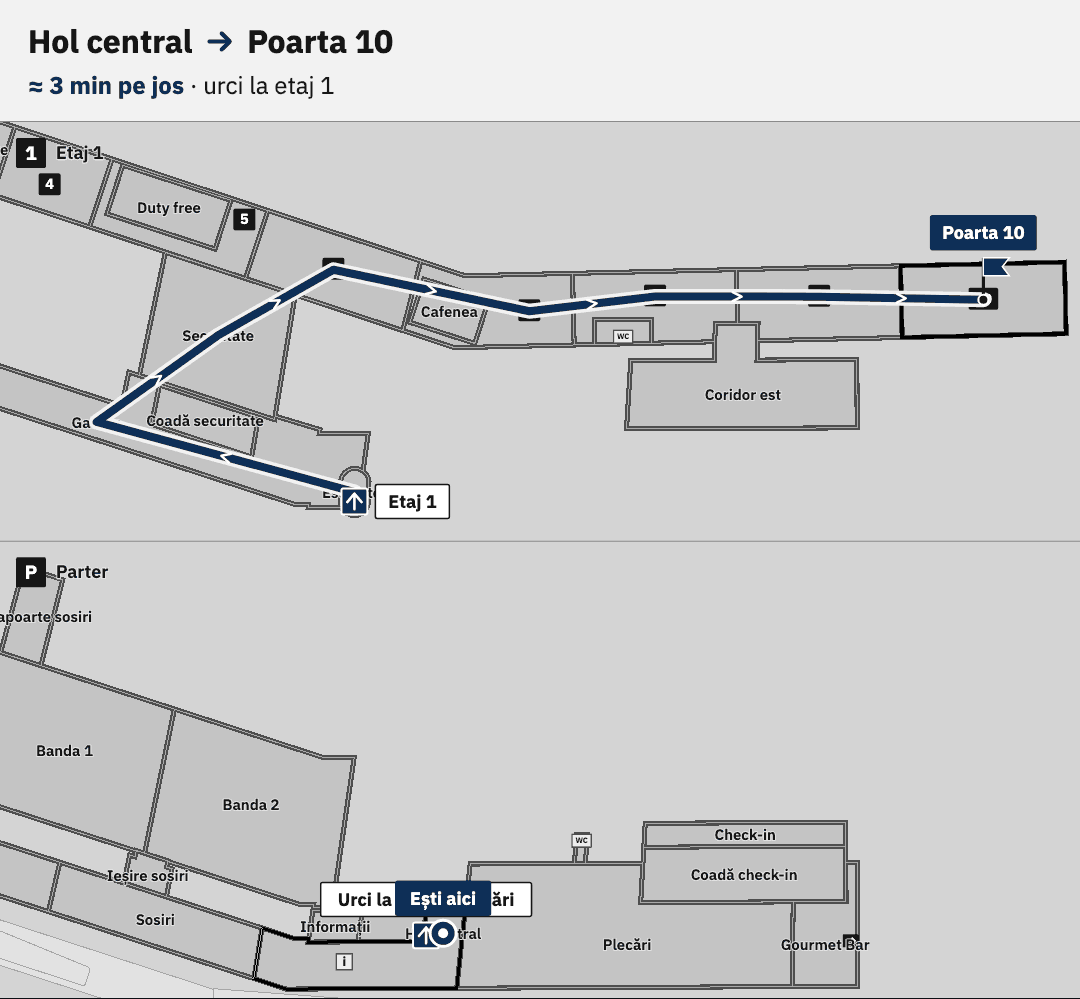 Hol central → Poarta 10
≈ 3 min pe jos · urci la etaj 1
1 Etaj 1
4
Duty free
5
Poarta 10
Cafenea
WC
Coridor est
Coadă securitate
Etaj 1
P Parter
sosiri
Banda 1
Banda 2
Check-in
WC
Coadă check-in
Ieșire sosiri
Urci la
Ești aici
Sosiri
Informații
Plecări
Gourmet Bar
i